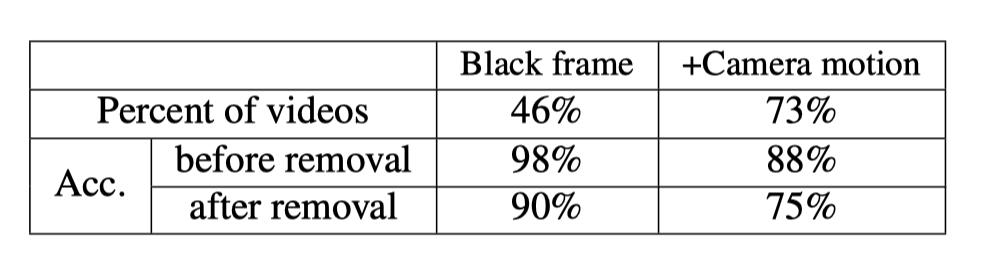 Black frame +Camera motion
Percent of videos 46% 73%
Acc. before removal 98% 88%
after removal 90% 75%